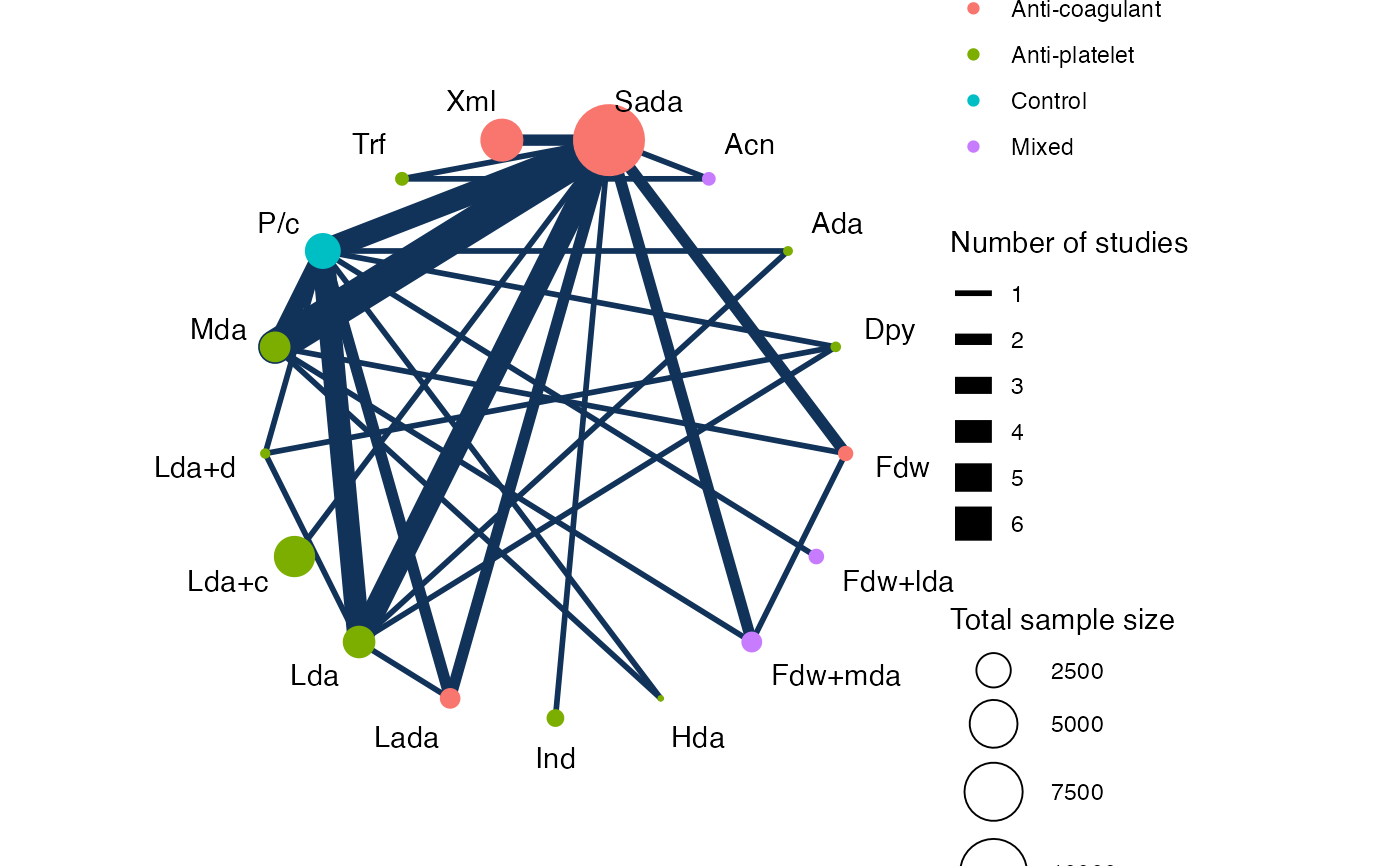 Anti-coagulant
Anti-platelet
Control
Mixed
Xml
Sada
Trf
Acn
P/c
Ada
Mda
Dpy
Lda+d
Fdw
Lda+c
Fdw+lda
Lda
Fdw+mda
Lada
Hda
Ind
Number of studies
1
2
3
4
5
6
Total sample size
2500
5000
7500